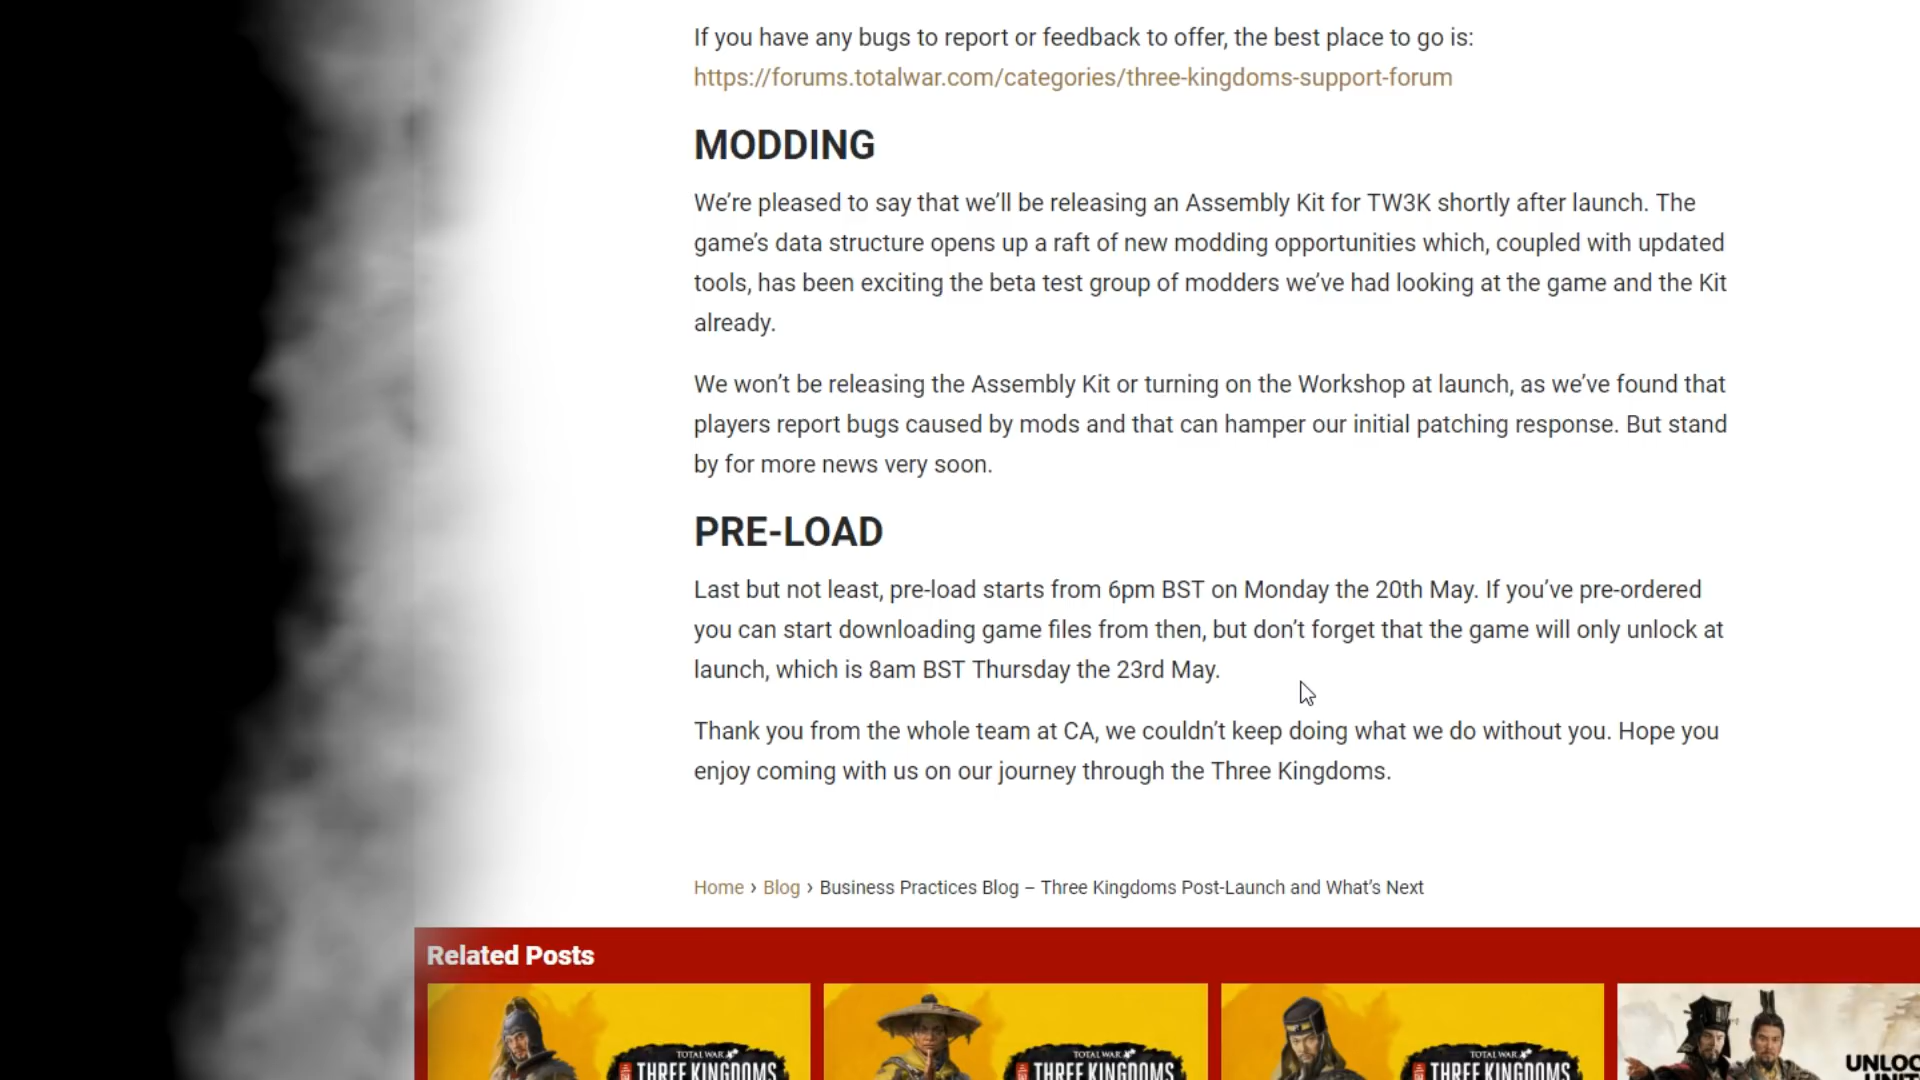 If you have any bugs to report or feedback to offer, the best place to go is:
https://forums.totalwar.com/categories/three-kingdoms-support-forum
MODDING
We’re pleased to say that we’ll be releasing an Assembly Kit for TW3K shortly after launch. The
game’s data structure opens up a raft of new modding opportunities which, coupled with updated
tools, has been exciting the beta test group of modders we’ve had looking at the game and the Kit
already.
We won’t be releasing the Assembly Kit or turning on the Workshop at launch, as we’ve found that
players report bugs caused by mods and that can hamper our initial patching response. But stand
by for more news very soon.
PRE-LOAD
Last but not least, pre-load starts from 6pm BST on Monday the 20th May. If you’ve pre-ordered
you can start downloading game files from then, but don’t forget that the game will only unlock at
launch, which is 8am BST Thursday the 23rd May.
Thank you from the whole team at CA, we couldn’t keep doing what we do without you. Hope you
enjoy coming with us on our journey through the Three Kingdoms.
Home › Blog › Business Practices Blog – Three Kingdoms Post-Launch and What’s Next
Related Posts
TOTAL WAR
THREE KINGDOMS
TOTAL WAR
THREE KINGDOMS
TOTAL WAR
THREE KINGDOMS